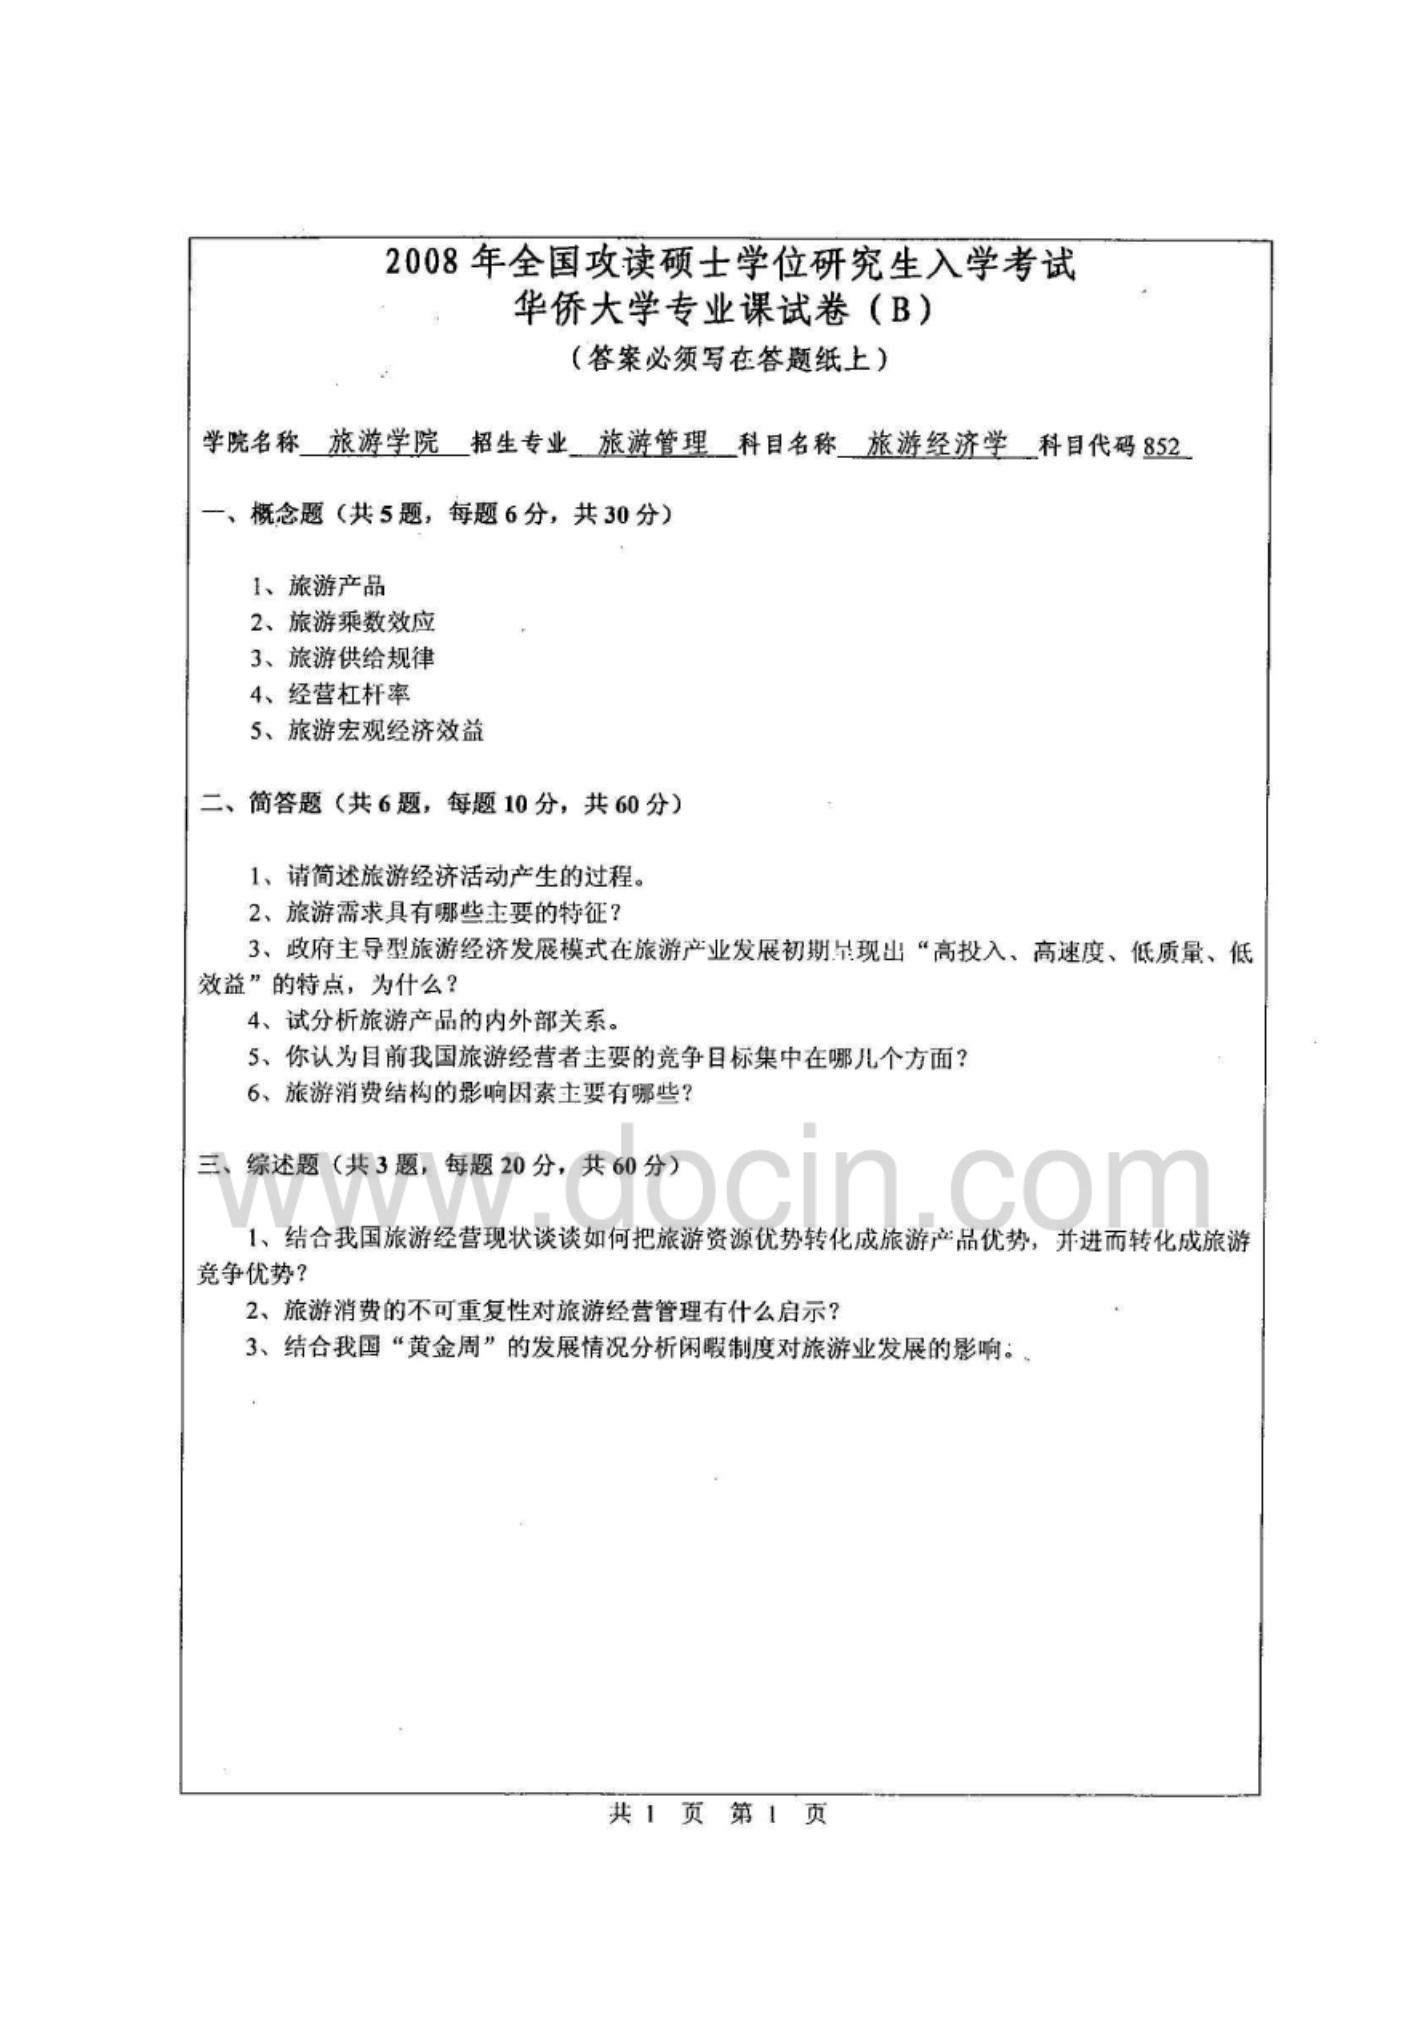 2008 年全国攻读硕士学位研究生入学考试
华侨大学专业课试卷（B）
（答案必须写在答题纸上）
学院名称 旅游学院 招生专业 旅游管理 科目名称 旅游经济学 科目代码 852
一、概念题（共 5 题，每题 6 分，共 30 分）
1、旅游产品
2、旅游乘数效应
3、旅游供给规律
4、经营杠杆率
5、旅游宏观经济效益
二、简答题（共 6 题，每题 10 分，共 60 分）
1、请简述旅游经济活动产生的过程。
2、旅游需求具有哪些主要的特征？
3、政府主导型旅游经济发展模式在旅游产业发展初期呈现出“高投入、高速度、低质量、低
效益”的特点，为什么？
4、试分析旅游产品的内外部关系。
5、你认为目前我国旅游经营者主要的竞争目标集中在哪几个方面？
6、旅游消费结构的影响因素主要有哪些？
www.docin.com
三、综述题（共 3 题，每题 20 分，共 60 分）
1、结合我国旅游经营现状谈谈如何把旅游资源优势转化成旅游产品优势，并进而转化成旅游
竞争优势？
2、旅游消费的不可重复性对旅游经营管理有什么启示？
3、结合我国“黄金周”的发展情况分析闲暇制度对旅游业发展的影响。
共 1 页 第 1 页